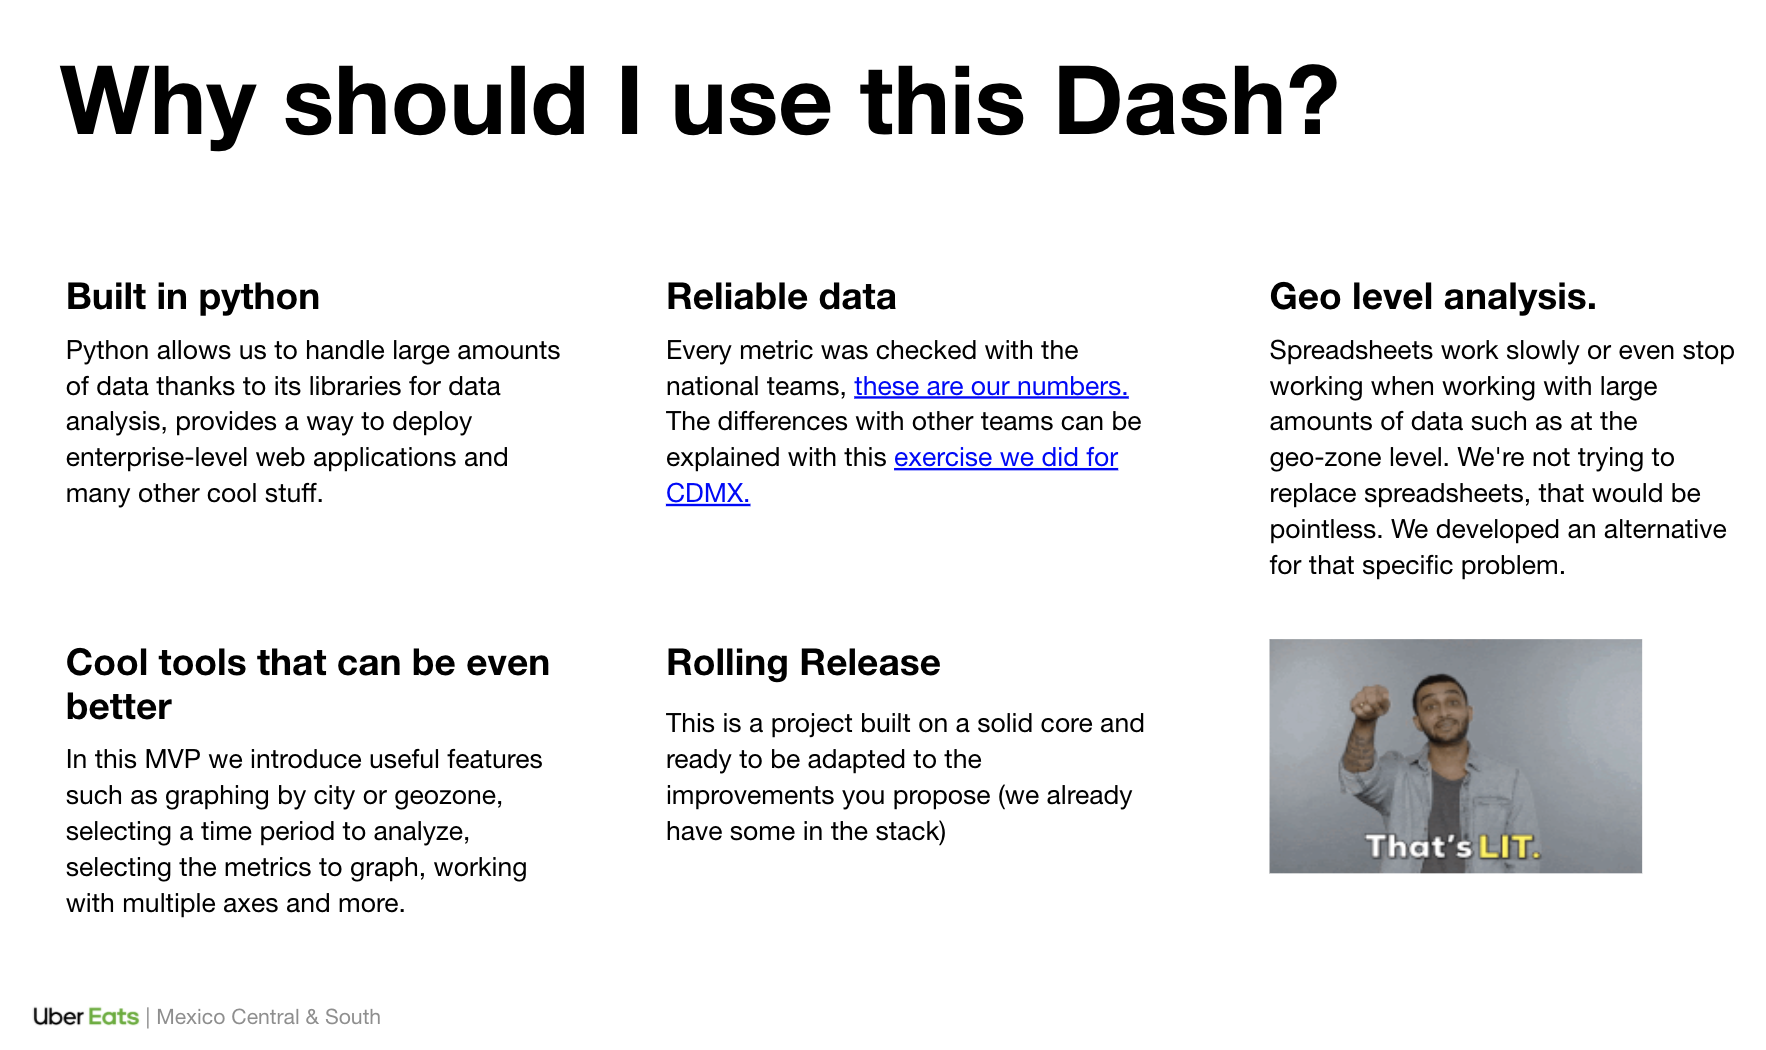 Why should I use this Dash?
Built in python
Python allows us to handle large amounts
of data thanks to its libraries for data
analysis, provides a way to deploy
enterprise-level web applications and
many other cool stuff.
Reliable data
Every metric was checked with the
national teams, these are our numbers.
The differences with other teams can be
explained with this exercise we did for
CDMX.
Geo level analysis.
Spreadsheets work slowly or even stop
working when working with large
amounts of data such as at the
geo-zone level. We're not trying to
replace spreadsheets, that would be
pointless. We developed an alternative
for that specific problem.
Cool tools that can be even
better
In this MVP we introduce useful features
such as graphing by city or geozone,
selecting a time period to analyze,
selecting the metrics to graph, working
with multiple axes and more.
Rolling Release
This is a project built on a solid core and
ready to be adapted to the
improvements you propose (we already
have some in the stack)
That's LIT.
Uber Eats | Mexico Central & South